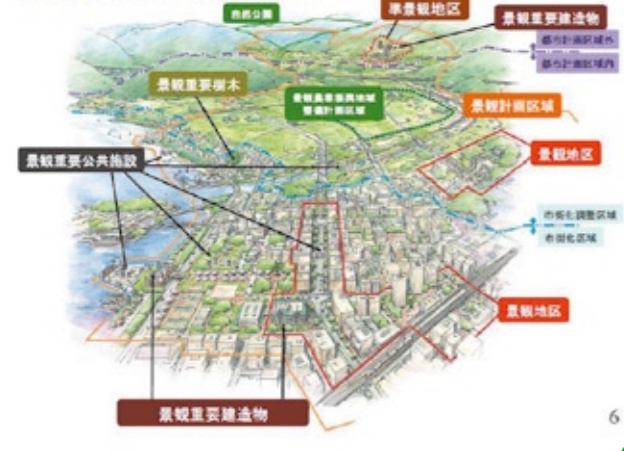 自然公園
準景観地区
景観重要建造物
都市計画区域外
都市計画区域内
景観重要樹木
景観農業振興地域
整備計画区域
景観計画区域
景観重要公共施設
景観地区
市街化調整区域
市街化区域
景観地区
景観重要建造物
6